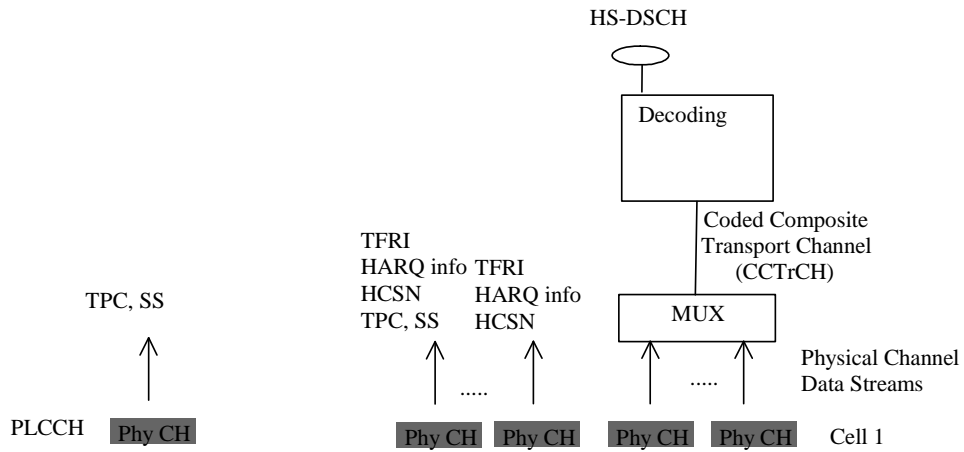 HS-DSCH
Decoding
Coded Composite
Transport Channel
(CCTrCH)
TFRI
HARQ info
HCSN
TPC, SS
TFRI
HARQ info
HCSN
TPC, SS
MUX
Physical Channel
Data Streams
.....
.....
PLCCH
Phy CH
Phy CH
Phy CH
Phy CH
Phy CH
Cell 1